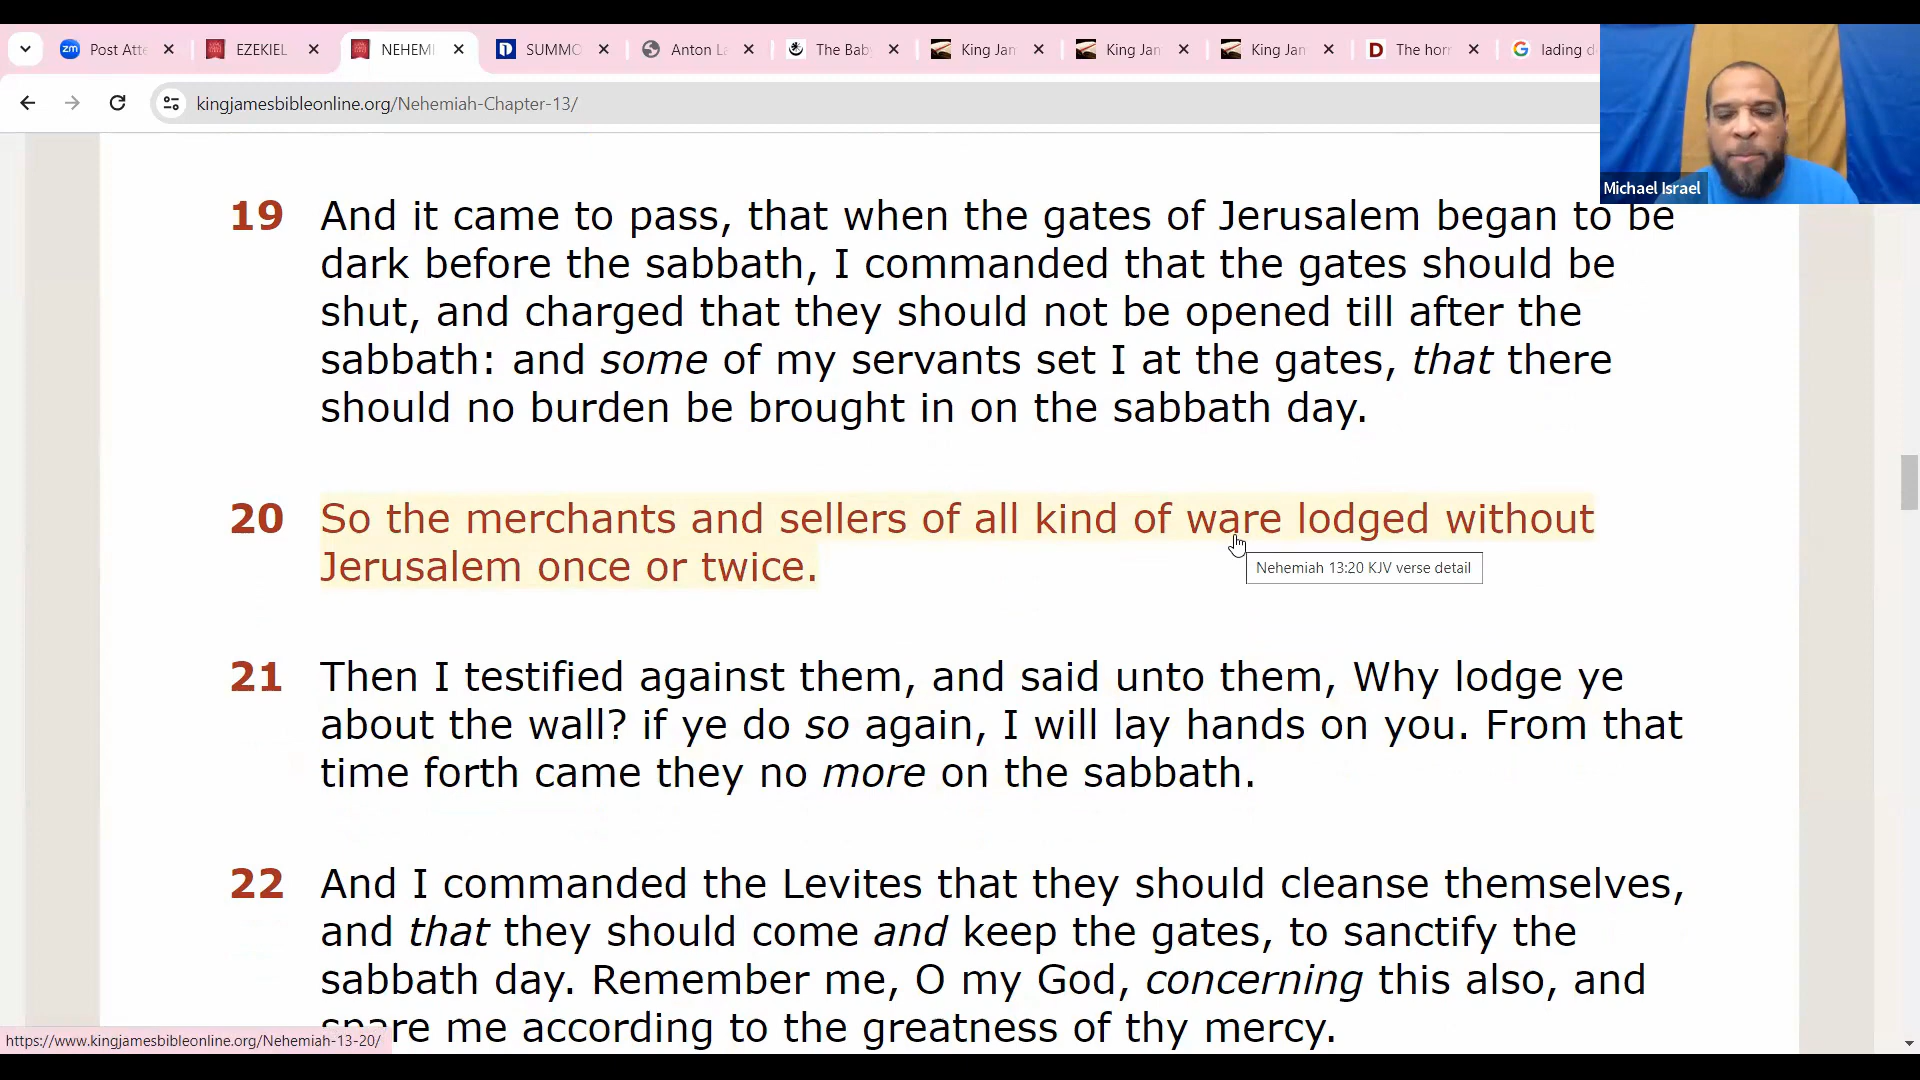 Post Atte
EZEKIEL
NEHEMI
SUMMO
Anton L
The Bab
King Jam
King Jam
King Jam
The horr
lading d
kingjamesbibleonline.org/Nehemiah-Chapter-13/
Michael Israel
19 And it came to pass, that when the gates of Jerusalem began to be
dark before the sabbath, I commanded that the gates should be
shut, and charged that they should not be opened till after the
sabbath: and some of my servants set I at the gates, that there
should no burden be brought in on the sabbath day.
20 So the merchants and sellers of all kind of ware lodged without
Jerusalem once or twice.
Nehemiah 13:20 KJV verse detail
21 Then I testified against them, and said unto them, Why lodge ye
about the wall? if ye do so again, I will lay hands on you. From that
time forth came they no more on the sabbath.
22 And I commanded the Levites that they should cleanse themselves,
and that they should come and keep the gates, to sanctify the
sabbath day. Remember me, O my God, concerning this also, and
spare me according to the greatness of thy mercy.
https://www.kingjamesbibleonline.org/Nehemiah-13-20/